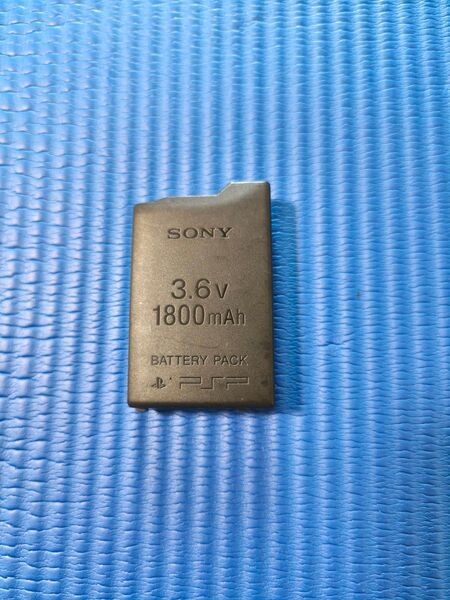 SONY
3.6V
1800mAh
BATTERY PACK
PSP